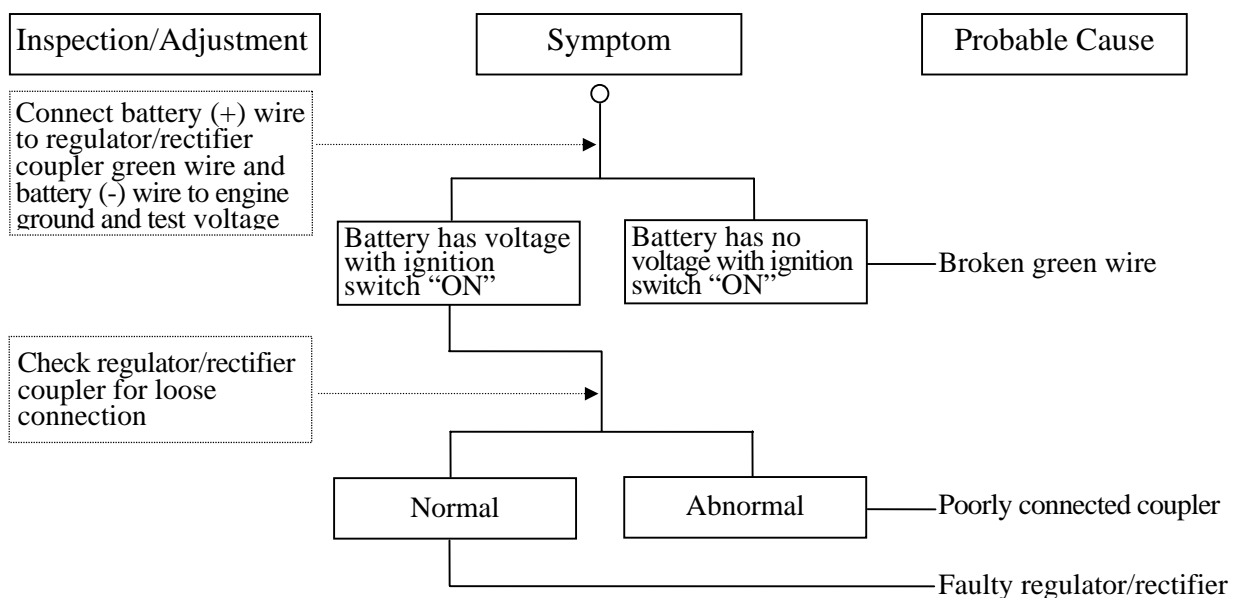 Inspection/Adjustment
Symptom
Probable Cause
Connect battery (+) wire
to regulator/rectifier
coupler green wire and
battery (-) wire to engine
ground and test voltage
Battery has voltage
with ignition
switch “ON”
Battery has no
voltage with ignition
switch “ON”
Broken green wire
Check regulator/rectifier
coupler for loose
connection
Normal
Abnormal
Poorly connected coupler
Faulty regulator/rectifier